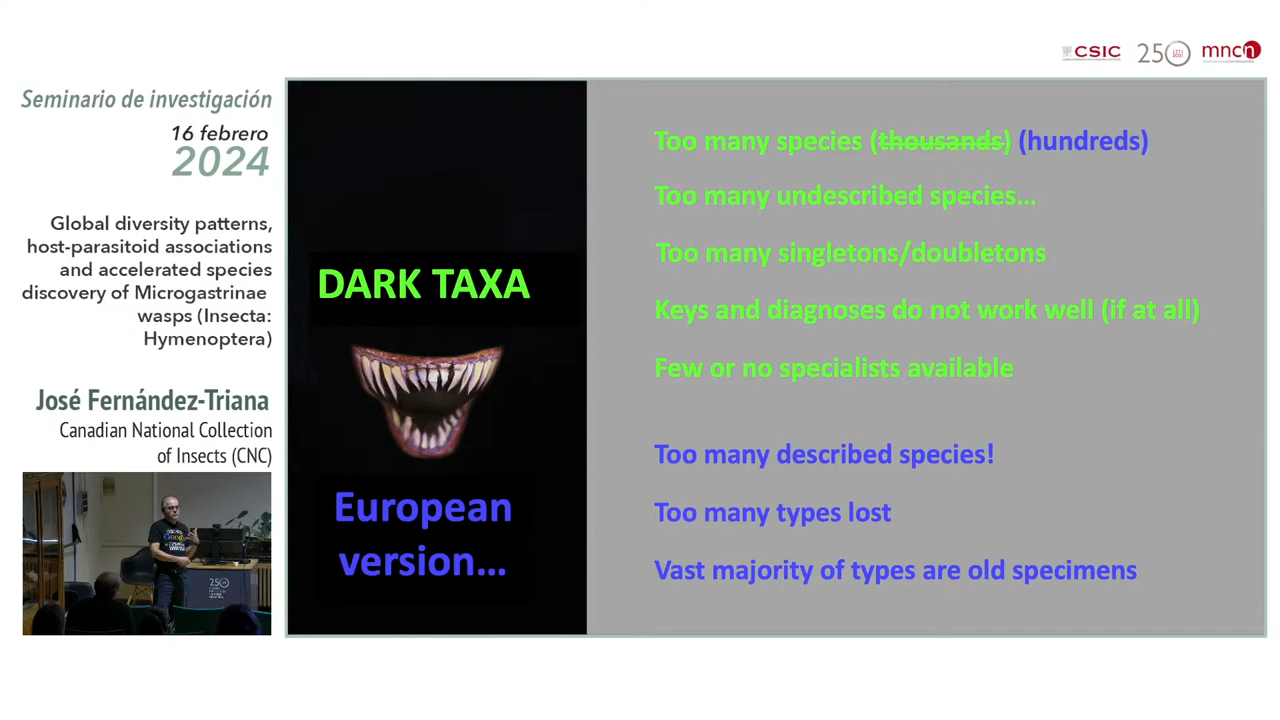 CSIC
250
mncn
Seminario de investigación
16 febrero
2024
Global diversity patterns,
host-parasitoid associations
and accelerated species
discovery of Microgastrinae
wasps (Insecta:
Hymenoptera)
José Fernández-Triana
Canadian National Collection
of Insects (CNC)
Google
250
DARK TAXA
European
version...
Too many species (thousands) (hundreds)
Too many undescribed species...
Too many singletons/doubletons
Keys and diagnoses do not work well (if at all)
Few or no specialists available
Too many described species!
Too many types lost
Vast majority of types are old specimens